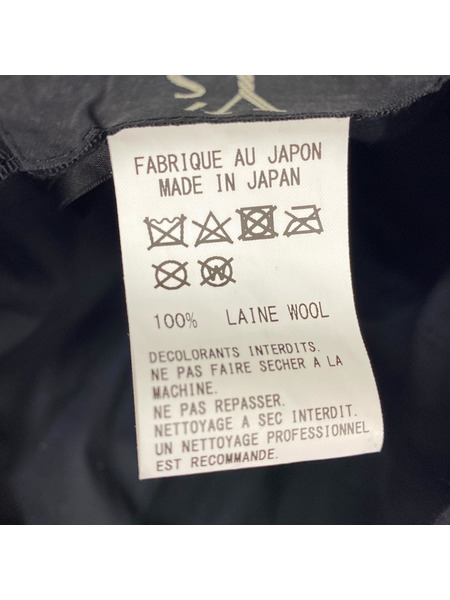 FABRIQUE AU JAPON
MADE IN JAPAN
W
100% LAINE WOOL
DECOLORANTS INTERDITS.
NE PAS FAIRE SECHER A LA
MACHINE.
NE PAS REPASSER.
NETTOYAGE A SEC INTERDIT.
UN NETTOYAGE PROFESSIONNEL
EST RECOMMANDE.